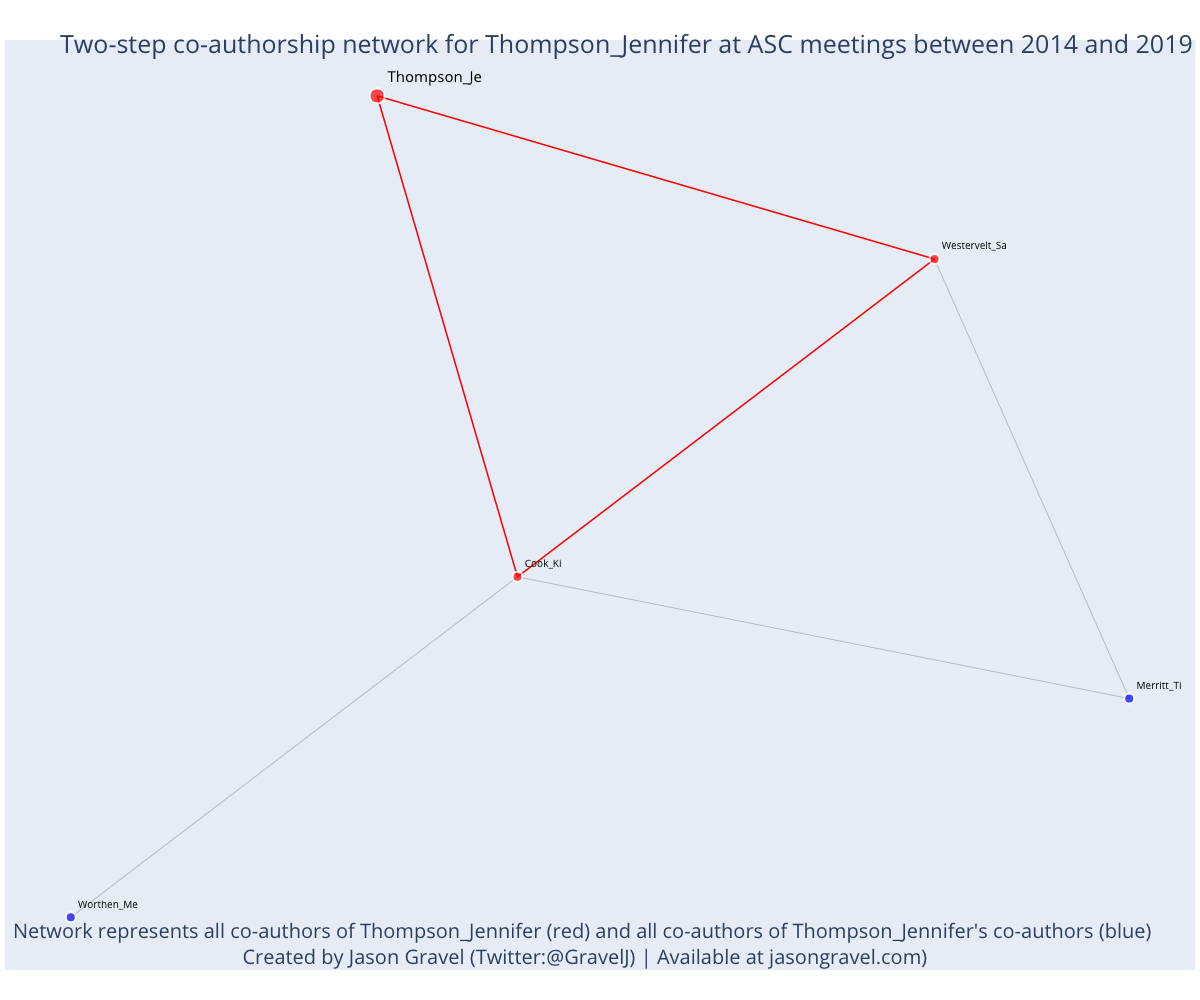 Two-step co-authorship network for Thompson_Jennifer at ASC meetings between 2014 and 2019
Thompson_Je
Westervelt_Sa
Cook_Ki
Merritt_Ti
Worthen_Me
Network represents all co-authors of Thompson_Jennifer (red) and all co-authors of Thompson_Jennifer's co-authors (blue)
Created by Jason Gravel (Twitter:@GravelJ) | Available at jasongravel.com)